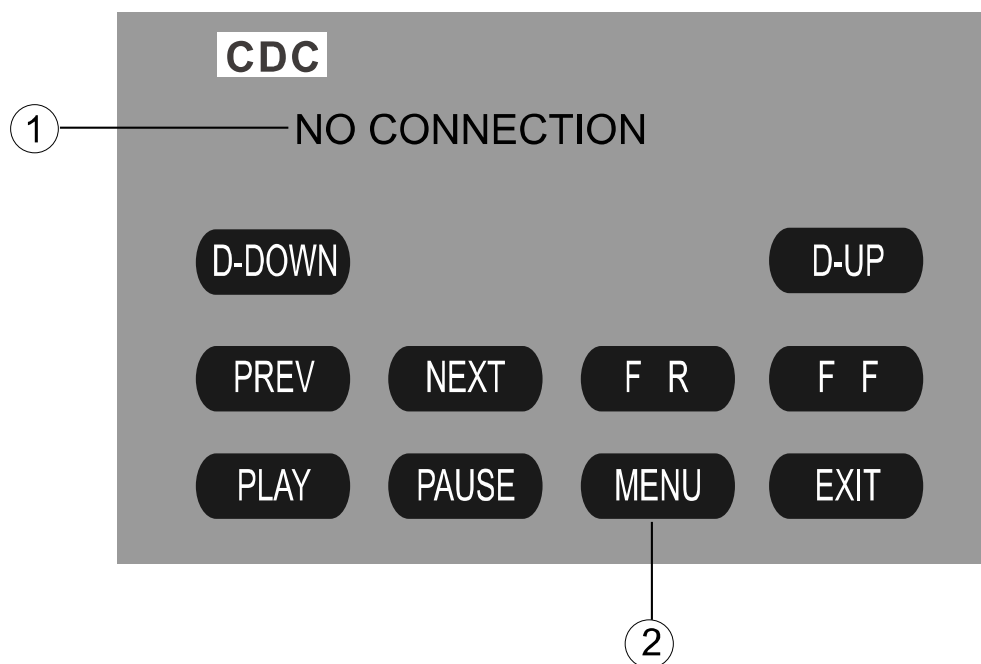 CDC
1 NO CONNECTION
D-DOWN D-UP
PREV NEXT F R F F
PLAY PAUSE MENU EXIT
2